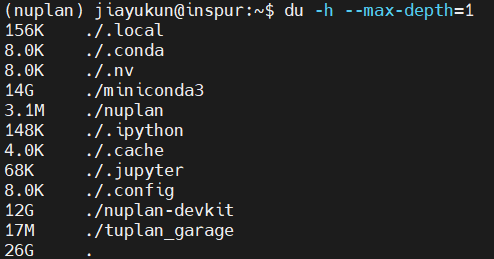 (nuplan) jiayukun@inspur:~$ du -h --max-depth=1
156K ./.local
8.0K ./.conda
8.0K ./.nv
14G ./miniconda3
3.1M ./nuplan
148K ./.ipython
4.0K ./.cache
68K ./.jupyter
8.0K ./.config
12G ./nuplan-devkit
17M ./tuplan_garage
26G .